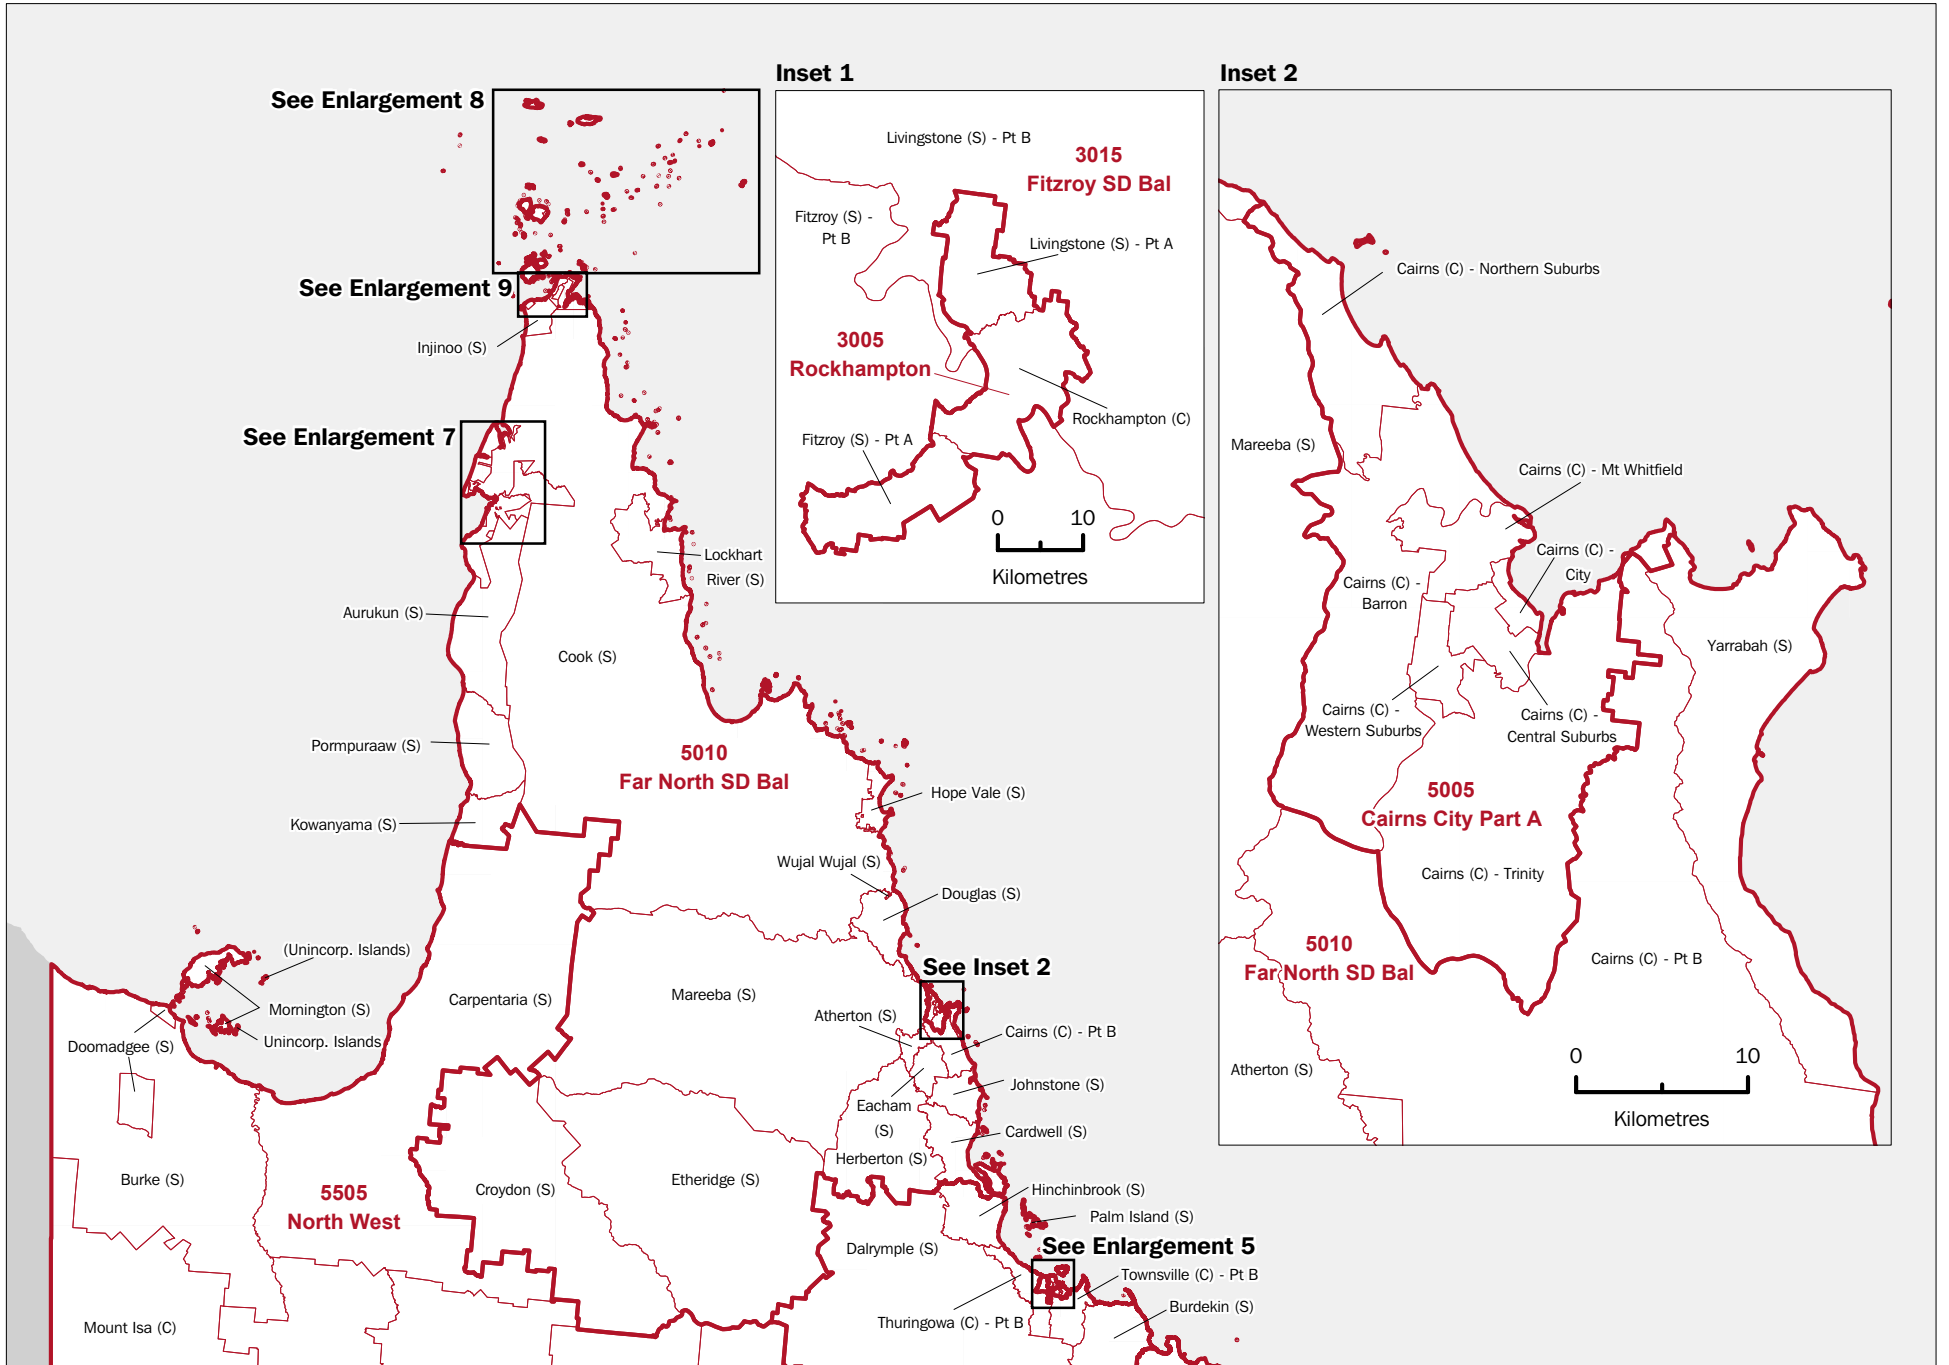 Inset 1
Inset 2
See Enlargement 8
See Enlargement 9
Injinoo (S)
See Enlargement 7
Lockhart
River (S)
Aurukun (S)
Cook (S)
Pormpuraaw (S)
5010
Far North SD Bal
Kowanyama (S)
Hope Vale (S)
Wujal Wujal (S)
Douglas (S)
(Unincorp. Islands)
Mornington (S)
Unincorp. Islands
Doomadgee (S)
Carpentaria (S)
Mareeba (S)
See Inset 2
Atherton (S)
Cairns (C) - Pt B
Johnstone (S)
Eacham
(S)
Cardwell (S)
Herberton (S)
Burke (S)
5505
North West
Croydon (S)
Etheridge (S)
Hinchinbrook (S)
Palm Island (S)
Dalrymple (S)
See Enlargement 5
Townsville (C) - Pt B
Burdekin (S)
Thuringowa (C) - Pt B
Mount Isa (C)
Livingstone (S) - Pt B
3015
Fitzroy SD Bal
Fitzroy (S) -
Pt B
Livingstone (S) - Pt A
3005
Rockhampton
Rockhampton (C)
Fitzroy (S) - Pt A
0 10
Kilometres
Cairns (C) - Northern Suburbs
Mareeba (S)
Cairns (C) - Mt Whitfield
Cairns (C) -
City
Cairns (C) -
Barron
Yarrabah (S)
Cairns (C) -
Western Suburbs
Cairns (C) -
Central Suburbs
5005
Cairns City Part A
Cairns (C) - Trinity
5010
Far North SD Bal
Cairns (C) - Pt B
Atherton (S)
0 10
Kilometres